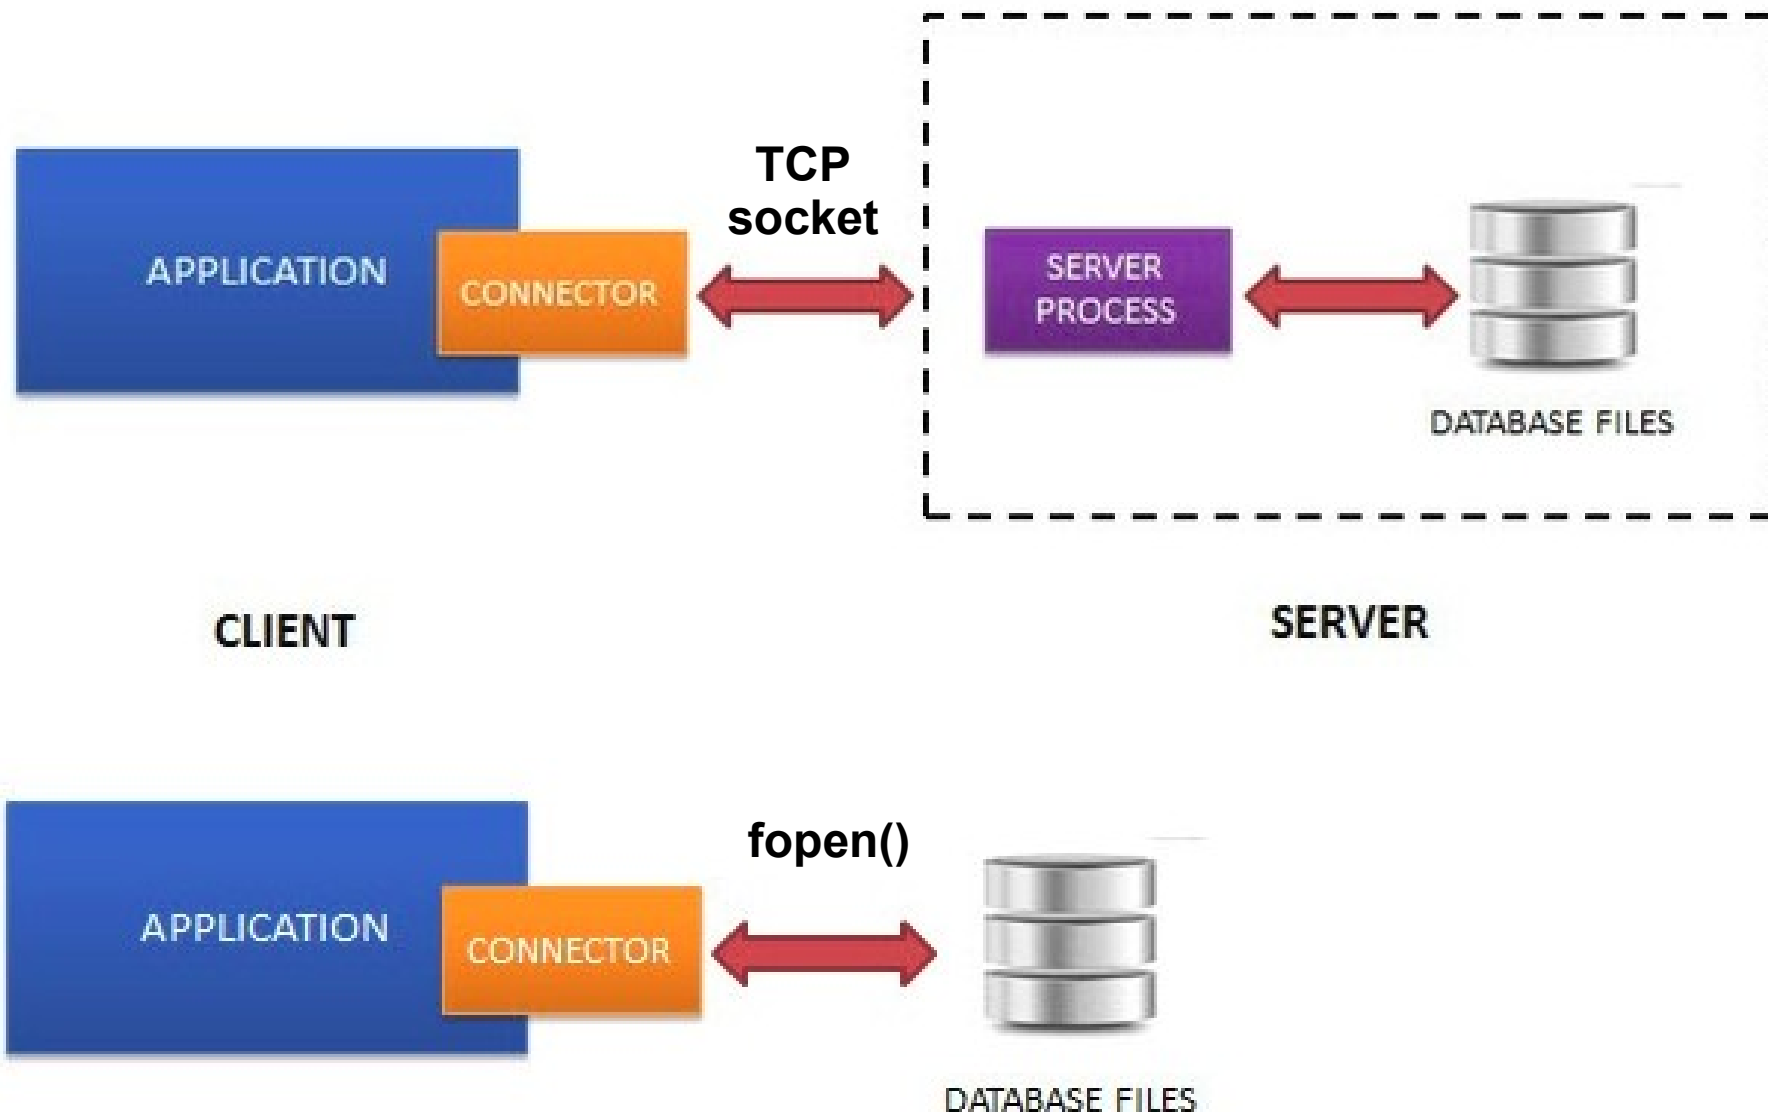 TCP
socket
APPLICATION
CONNECTOR
SERVER
PROCESS
DATABASE FILES
CLIENT
SERVER
fopen()
APPLICATION
CONNECTOR
DATABASE FILES